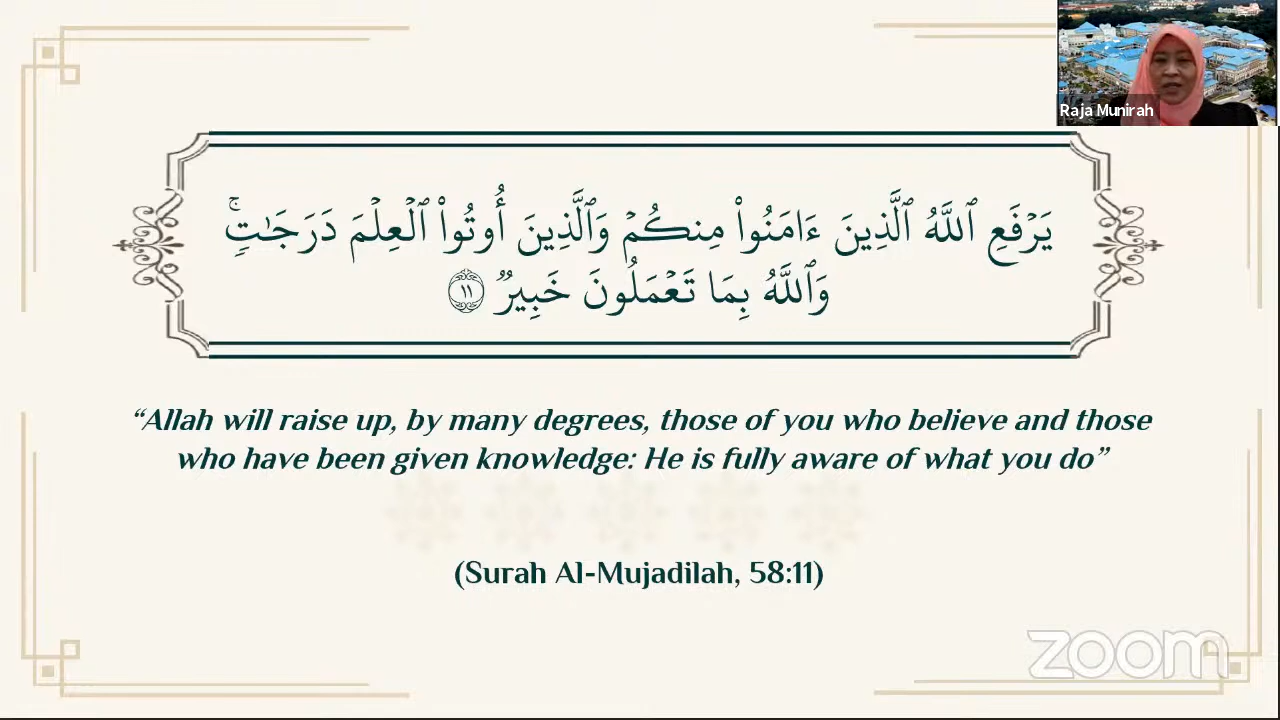 Raja Munirah
يَرْفَعِ ٱللَّهُ ٱلَّذِينَ ءَامَنُوا۟ مِنكُمْ وَٱلَّذِينَ أُوتُوا۟ ٱلْعِلْمَ دَرَجَـٰتٍۢ ۚ
وَٱللَّهُ بِمَا تَعْمَلُونَ خَبِيرٌۭ ١١
“Allah will raise up, by many degrees, those of you who believe and those
who have been given knowledge: He is fully aware of what you do”
(Surah Al-Mujadilah, 58:11)
zoom